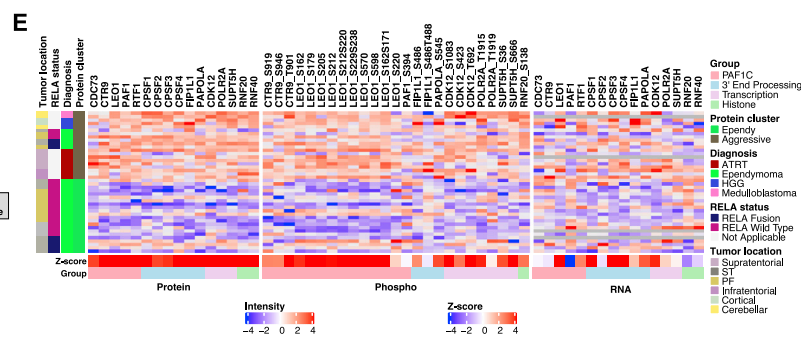 E
Tumor location
RELA status
Diagnosis
Protein cluster
CDC73
CTR9
LEO1
PAF1
RTF1
CPSF1
CPSF2
CPSF3
CPSF4
FIP1L1
PAPOLA
CDK12
POLR2A
SUPT5H
RNF20
RNF40
CTR9_S919
CTR9_S946
CTR9_T901
LEO1_S162
LEO1_S179
LEO1_S205
LEO1_S212
LEO1_S212S220
LEO1_S229S238
LEO1_S570
LEO1_S598
LEO1_S162S171
LEO1_S220
PAF1_S394
FIP1L1_S486
FIP1L1_S486T488
PAPOLA_S545
CDK12_S1083
CDK12_S423
CDK12_T692
POLR2A_T1915
POLR2A_T1919
SUPT5H_S36
SUPT5H_S666
RNF20_S138
CDC73
CTR9
LEO1
PAF1
RTF1
CPSF1
CPSF2
CPSF3
CPSF4
FIP1L1
PAPOLA
CDK12
POLR2A
SUPT5H
RNF20
RNF40
Z-score
Group
Protein
Phospho
RNA
Intensity
−4 −2 0 2 4
Z-score
−4 −2 0 2 4
Group
PAF1C
3' End Processing
Transcription
Histone
Protein cluster
Ependy
Aggressive
Diagnosis
ATRT
Ependymoma
HGG
Medulloblastoma
RELA status
RELA Fusion
RELA Wild Type
Not Applicable
Tumor location
Supratentorial
ST
PF
Infratentorial
Cortical
Cerebellar